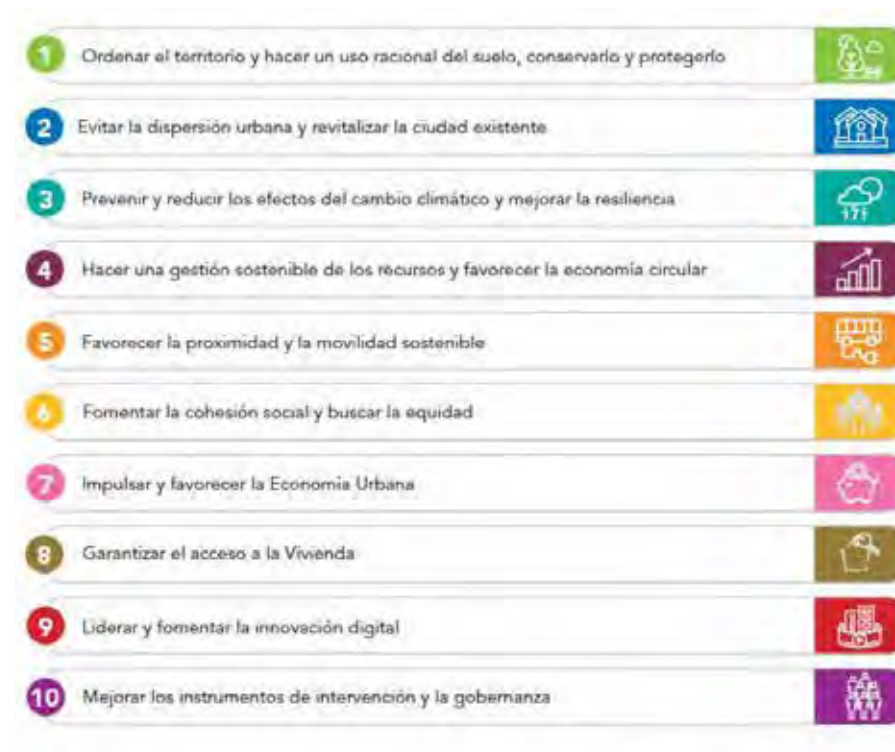 1 Ordenar el territorio y hacer un uso racional del suelo, conservarlo y protegerlo
2 Evitar la dispersión urbana y revitalizar la ciudad existente
3 Prevenir y reducir los efectos del cambio climático y mejorar la resiliencia
4 Hacer una gestión sostenible de los recursos y favorecer la economía circular
5 Favorecer la proximidad y la movilidad sostenible
6 Fomentar la cohesión social y buscar la equidad
7 Impulsar y favorecer la Economía Urbana
8 Garantizar el acceso a la Vivienda
9 Liderar y fomentar la innovación digital
10 Mejorar los instrumentos de intervención y la gobernanza